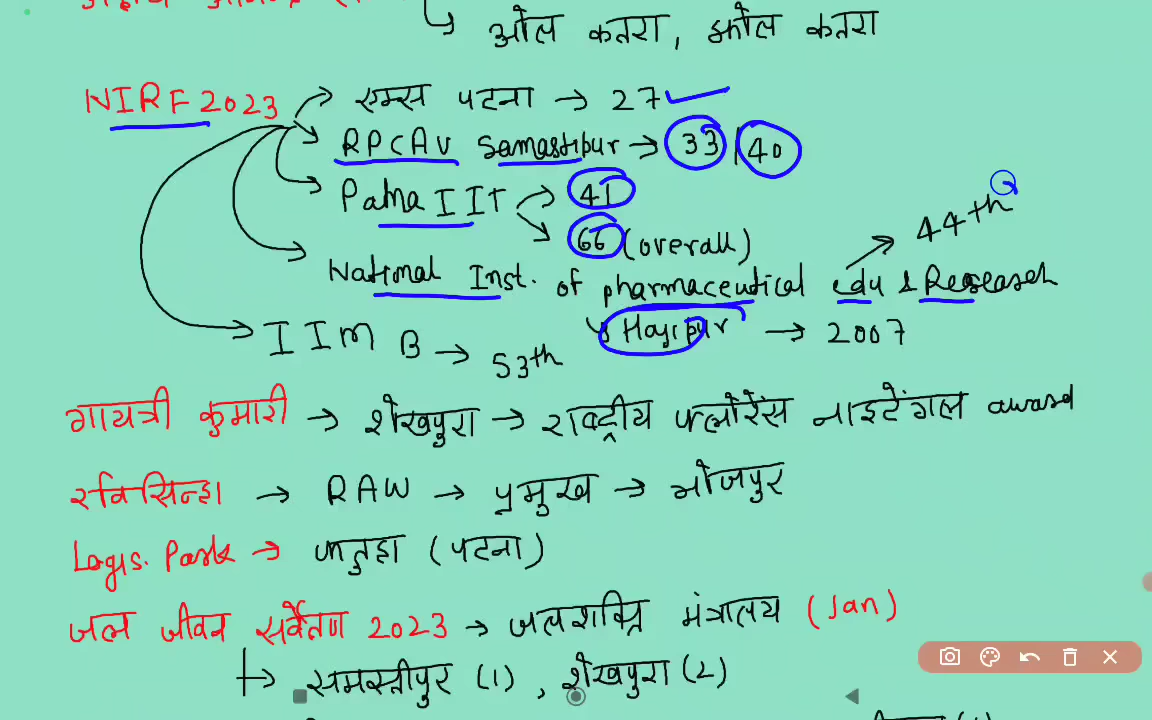 ओल कतरा, झोल कतरा
NIRF 2023 → एम्स पटना → 27
RPCAU Samastipur → 33 / 40
Patna IIT → 41
→ 66 (overall)
44th
National Inst. of pharmaceutical edu & Research
↳ Hajipur → 2007
IIM B → 53th
गायत्री कुमारी → शेखपुरा → राष्ट्रीय फ्लोरेंस नाइटेंगल award
रविसिन्हा → RAW → प्रमुख → भोजपुर
Logis. Park → फतुहा (पटना)
जल जीवन सर्वेक्षण 2023 → जलशक्ति मंत्रालय (Jan)
↳ समस्तीपुर (1), शेखपुरा (2)